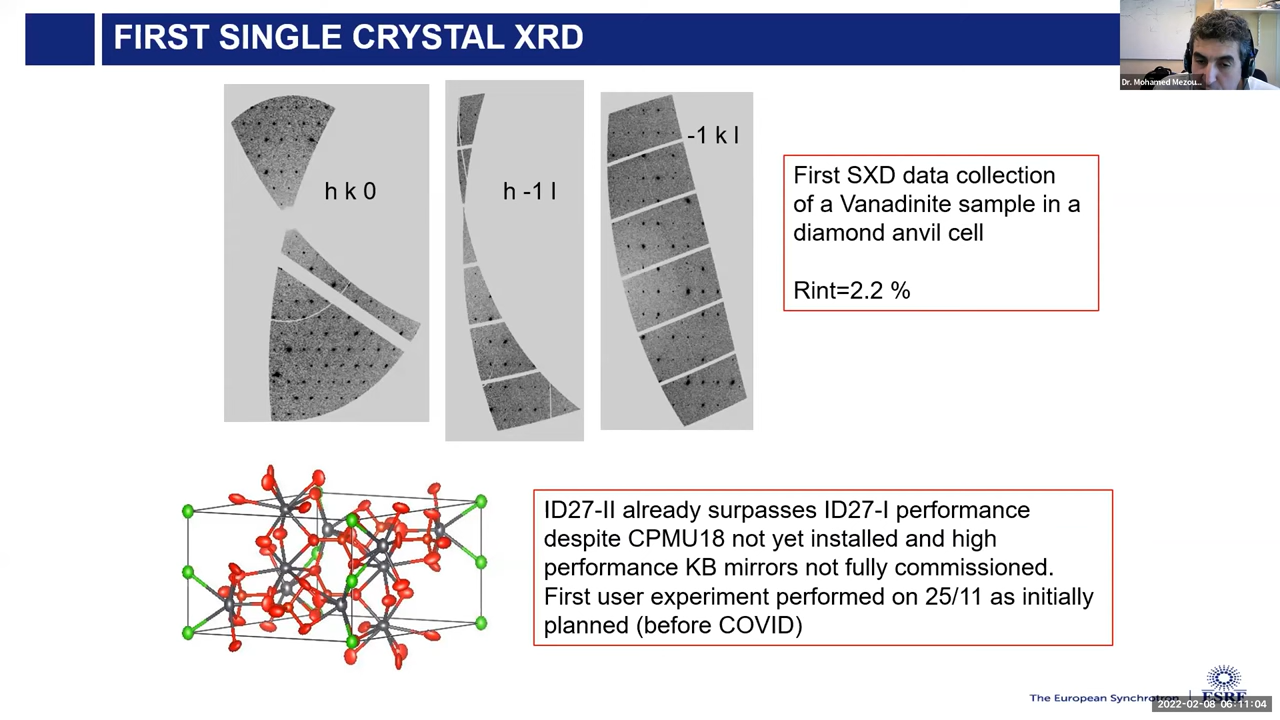 FIRST SINGLE CRYSTAL XRD
Dr. Mohamed Mezou...
h k 0
h -1 l
-1 k l
First SXD data collection
of a Vanadinite sample in a
diamond anvil cell
Rint=2.2 %
ID27-II already surpasses ID27-I performance
despite CPMU18 not yet installed and high
performance KB mirrors not fully commissioned.
First user experiment performed on 25/11 as initially
planned (before COVID)
The European Synchrotron
ESRF
2022-02-08 06:11:04